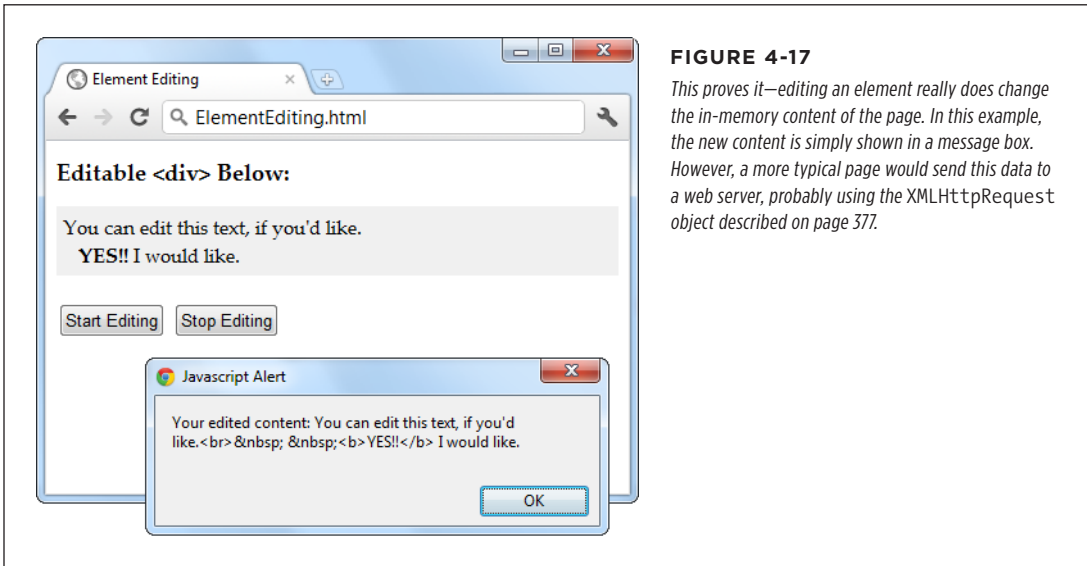 Element Editing
ElementEditing.html
Editable <div> Below:
You can edit this text, if you'd like.
YES!! I would like.
Start Editing Stop Editing
Javascript Alert
Your edited content: You can edit this text, if you'd
like.<br>&nbsp; &nbsp;<b>YES!!</b> I would like.
OK
FIGURE 4-17
This proves it—editing an element really does change
the in-memory content of the page. In this example,
the new content is simply shown in a message box.
However, a more typical page would send this data to
a web server, probably using the XMLHttpRequest
object described on page 377.